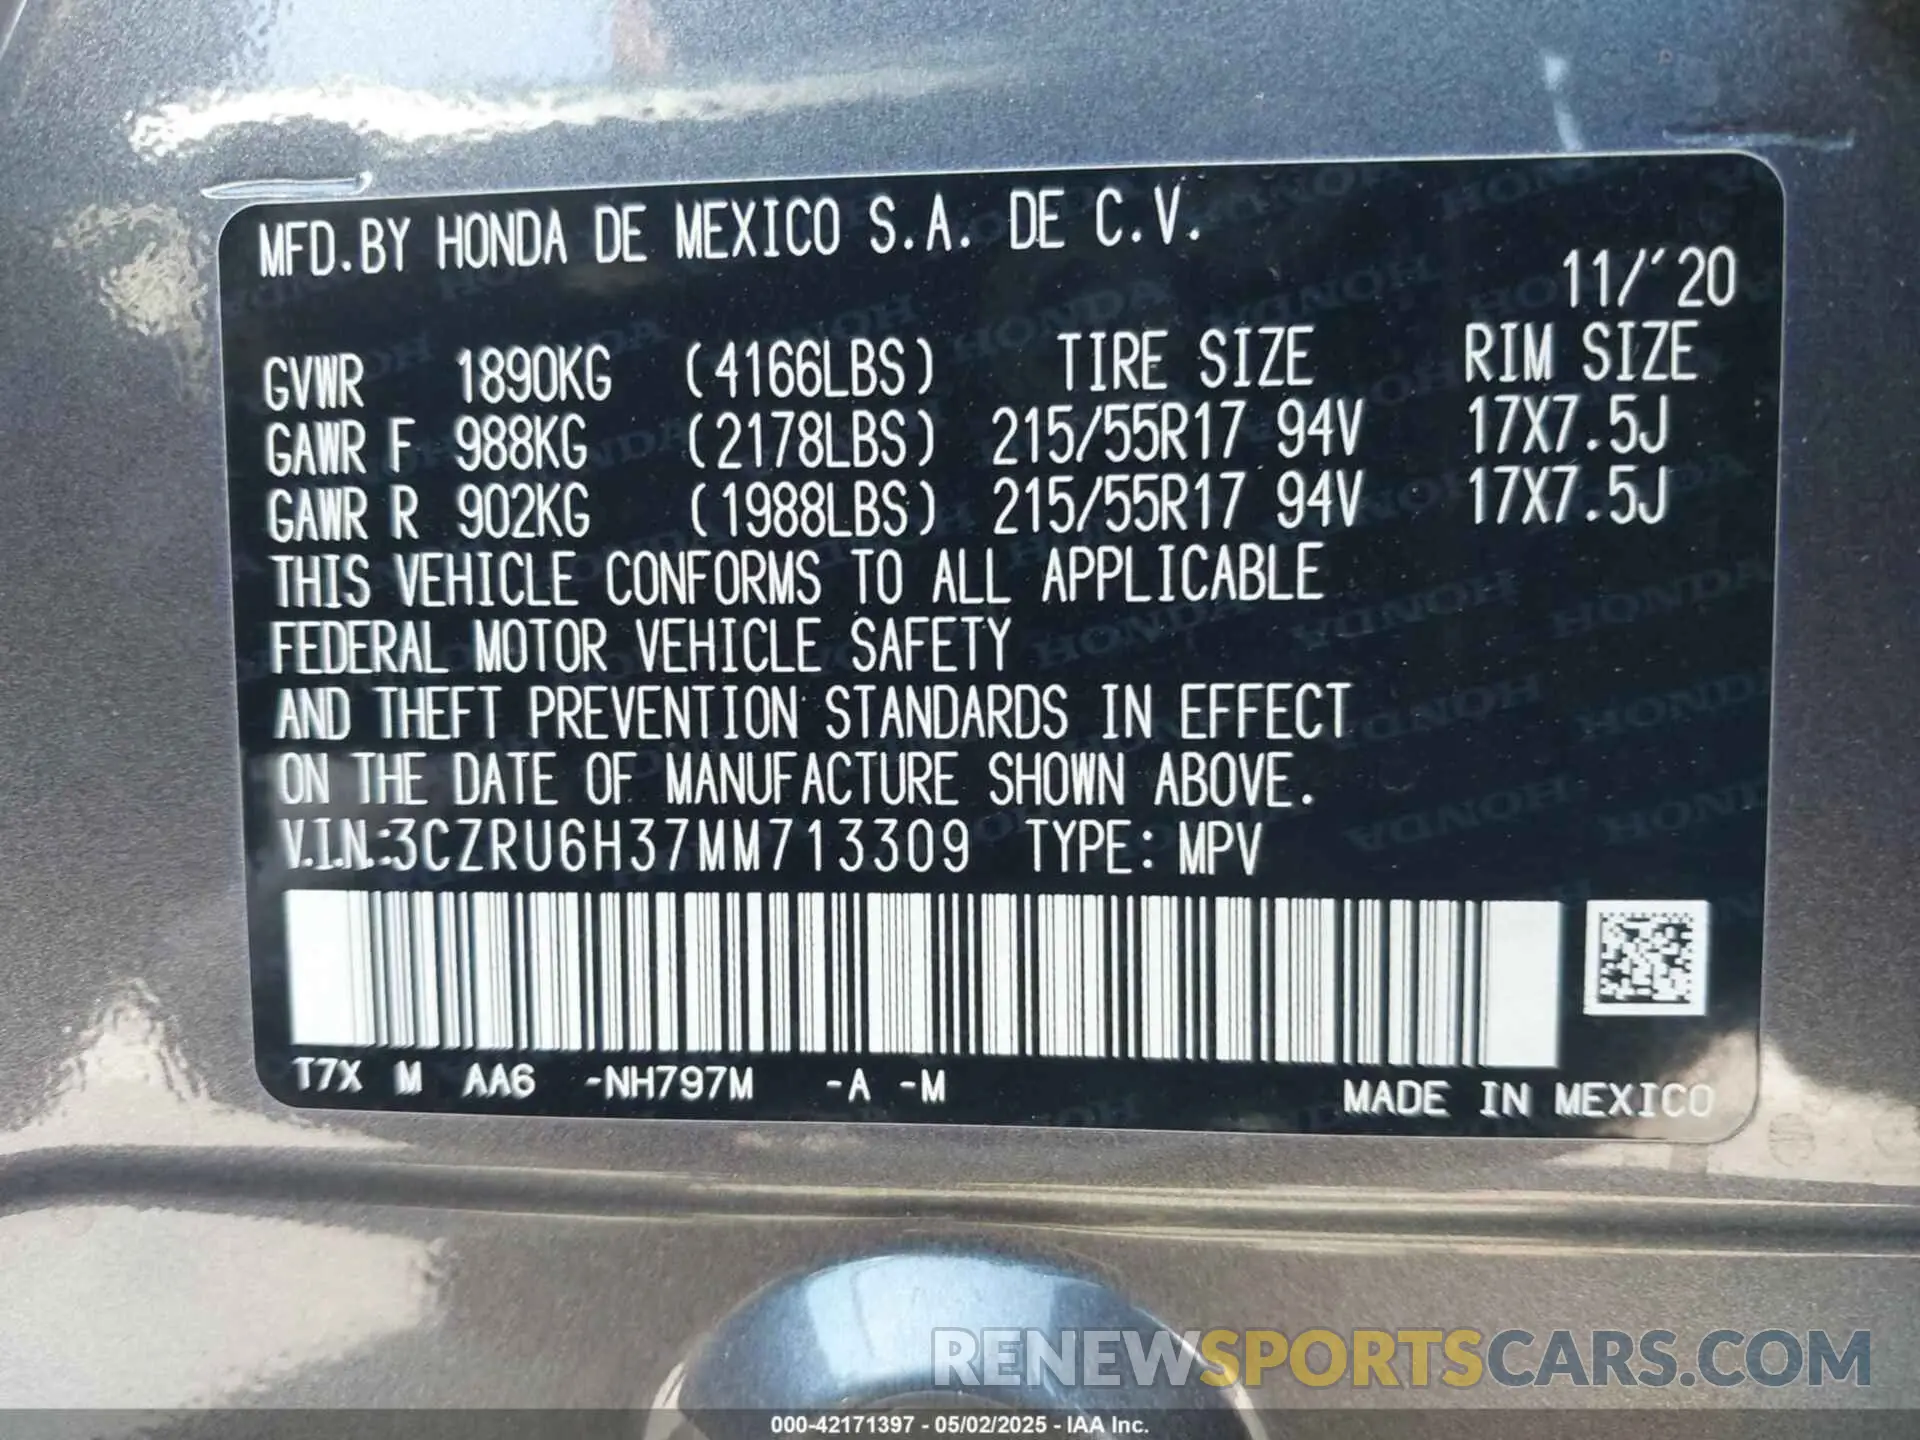 MFD.BY HONDA DE MEXICO S.A. DE C.V.
11/´20
GVWR 1890KG (4166LBS) TIRE SIZE RIM SIZE
GAWR F 988KG (2178LBS) 215/55R17 94V 17X7.5J
GAWR R 902KG (1988LBS) 215/55R17 94V 17X7.5J
THIS VEHICLE CONFORMS TO ALL APPLICABLE
FEDERAL MOTOR VEHICLE SAFETY
AND THEFT PREVENTION STANDARDS IN EFFECT
ON THE DATE OF MANUFACTURE SHOWN ABOVE.
V.I.N.:3CZRU6H37MM713309 TYPE: MPV
T7X M AA6 -NH797M -A -M MADE IN MEXICO
RENEWSPORTSCARS.COM
000-42171397 - 05/02/2025 - IAA Inc.